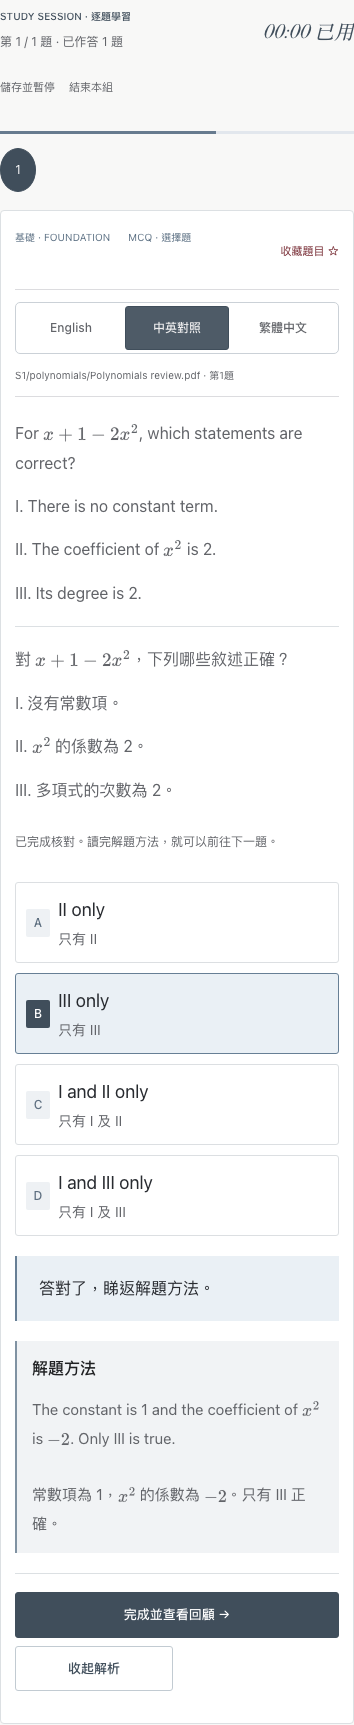 STUDY SESSION · 逐題學習
第 1 / 1 題 · 已作答 1 題
00:00 已用
儲存並暫停 結束本組
1
基礎 · FOUNDATION MCQ · 選擇題
收藏題目 ☆
English 中英對照 繁體中文
S1/polynomials/Polynomials review.pdf · 第1題
For x + 1 − 2x², which statements are
correct?
I. There is no constant term.
II. The coefficient of x² is 2.
III. Its degree is 2.
對 x + 1 − 2x²，下列哪些敘述正確？
I. 沒有常數項。
II. x² 的係數為 2。
III. 多項式的次數為 2。
已完成核對。讀完解題方法，就可以前往下一題。
A II only
只有 II
B III only
只有 III
C I and II only
只有 I 及 II
D I and III only
只有 I 及 III
答對了，睇返解題方法。
解題方法
The constant is 1 and the coefficient of x²
is −2. Only III is true.
常數項為 1，x² 的係數為 −2。只有 III 正
確。
完成並查看回顧 →
收起解析